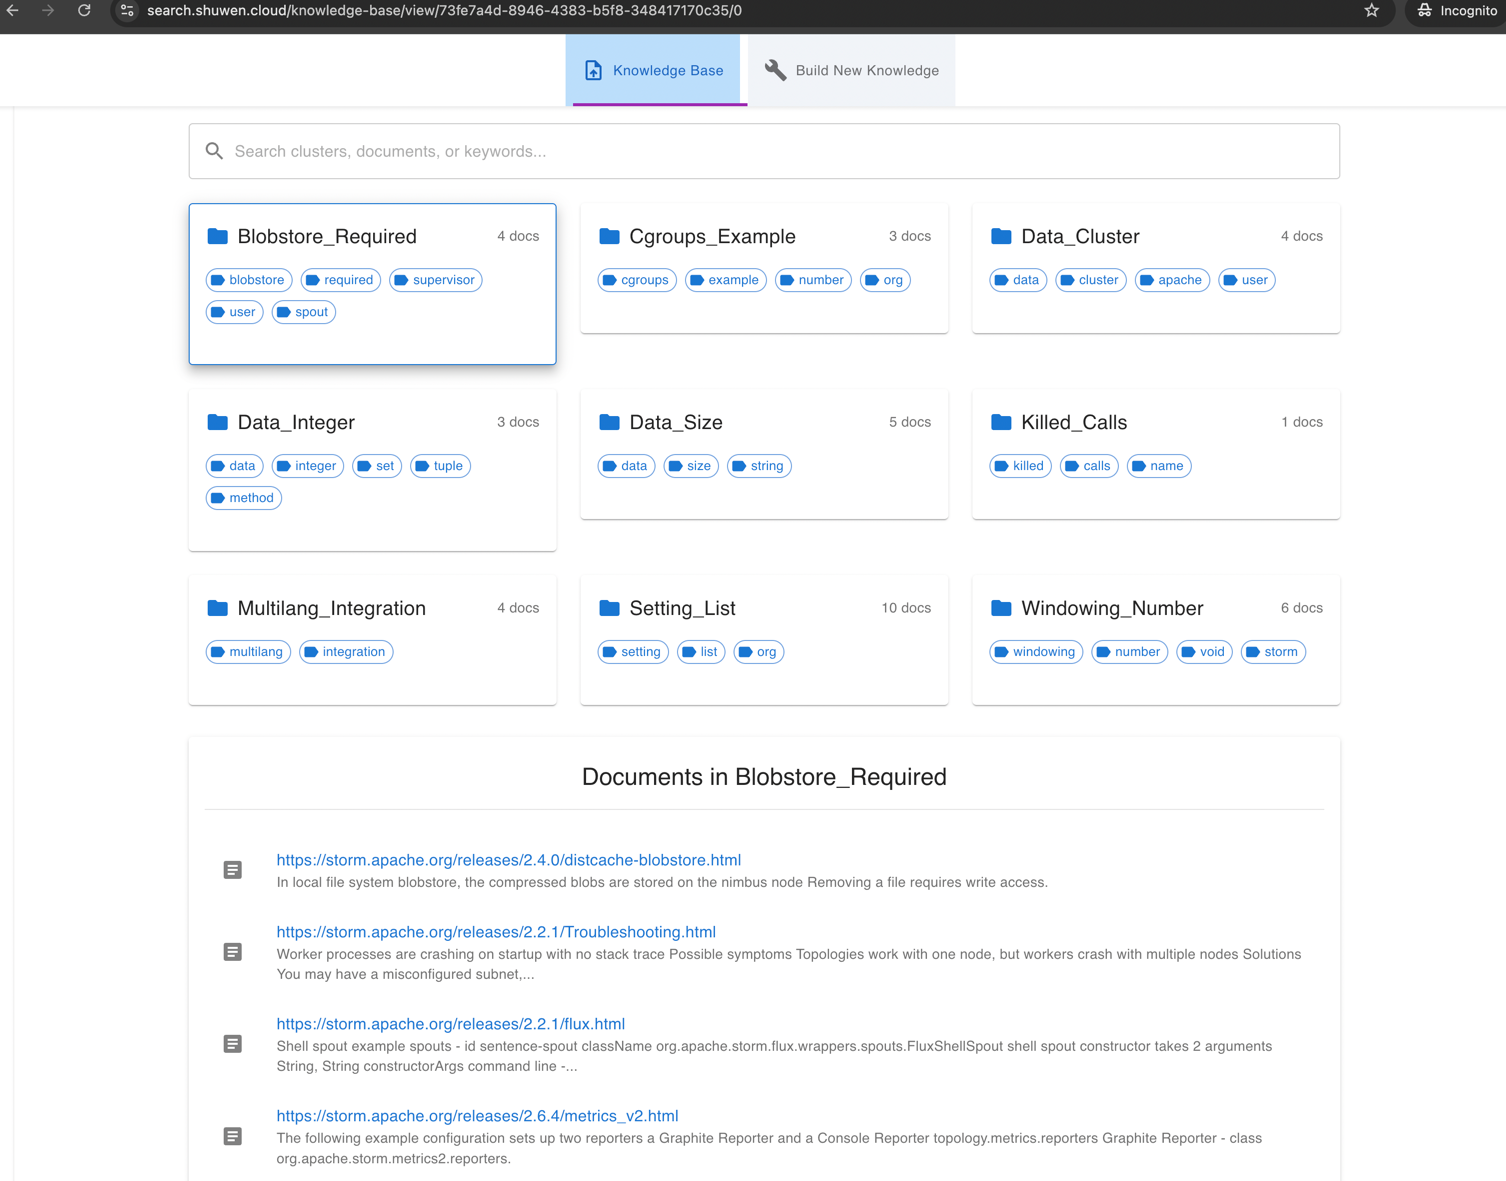 search.shuwen.cloud/knowledge-base/view/73fe7a4d-8946-4383-b5f8-348417170c35/0
Incognito
Knowledge Base
Build New Knowledge
Search clusters, documents, or keywords...
Blobstore_Required
4 docs
blobstore
required
supervisor
user
spout
Cgroups_Example
3 docs
cgroups
example
number
org
Data_Cluster
4 docs
data
cluster
apache
user
Data_Integer
3 docs
data
integer
set
tuple
method
Data_Size
5 docs
data
size
string
Killed_Calls
1 docs
killed
calls
name
Multilang_Integration
4 docs
multilang
integration
Setting_List
10 docs
setting
list
org
Windowing_Number
6 docs
windowing
number
void
storm
Documents in Blobstore_Required
https://storm.apache.org/releases/2.4.0/distcache-blobstore.html
In local file system blobstore, the compressed blobs are stored on the nimbus node Removing a file requires write access.
https://storm.apache.org/releases/2.2.1/Troubleshooting.html
Worker processes are crashing on startup with no stack trace Possible symptoms Topologies work with one node, but workers crash with multiple nodes Solutions
You may have a misconfigured subnet,...
https://storm.apache.org/releases/2.2.1/flux.html
Shell spout example spouts - id sentence-spout className org.apache.storm.flux.wrappers.spouts.FluxShellSpout shell spout constructor takes 2 arguments
String, String constructorArgs command line -...
https://storm.apache.org/releases/2.6.4/metrics_v2.html
The following example configuration sets up two reporters a Graphite Reporter and a Console Reporter topology.metrics.reporters Graphite Reporter - class
org.apache.storm.metrics2.reporters.